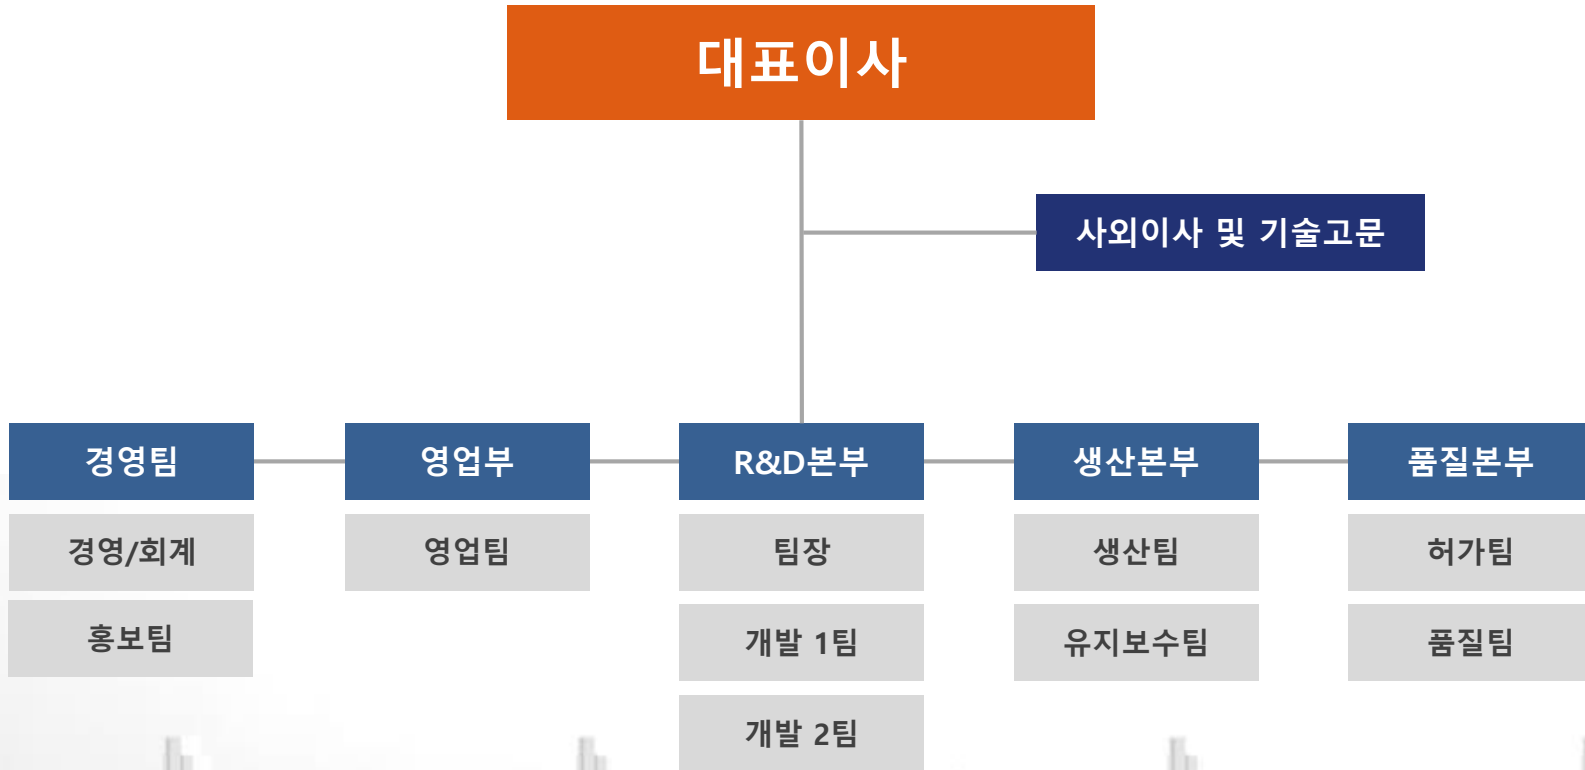 대표이사
사외이사 및 기술고문
경영팀
영업부
R&D본부
생산본부
품질본부
경영/회계
영업팀
팀장
생산팀
허가팀
홍보팀
개발 1팀
유지보수팀
품질팀
개발 2팀